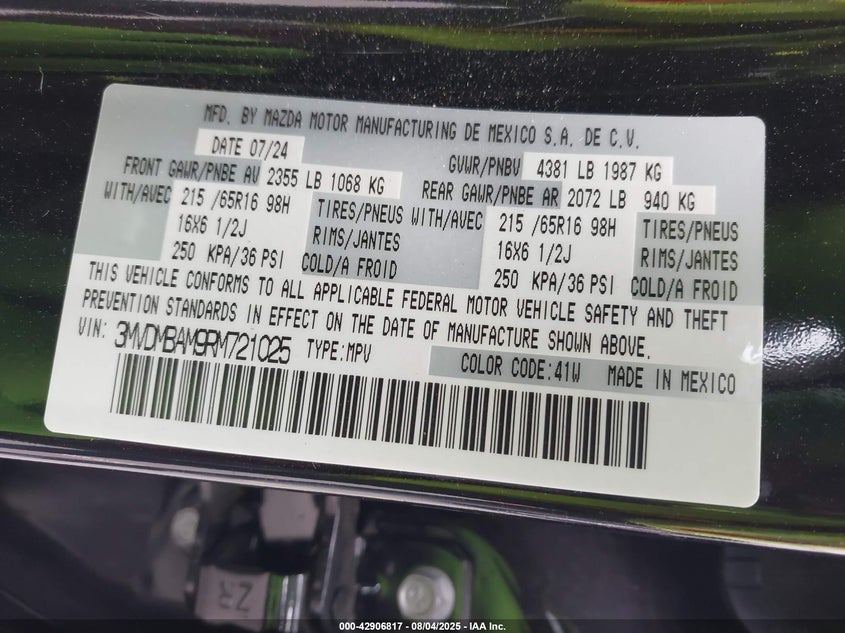 MFD. BY MAZDA MOTOR MANUFACTURING DE MEXICO S.A. DE C.V.
DATE 07/24 GVWR/PNBV 4381 LB 1987 KG
FRONT GAWR/PNBE AV 2355 LB 1068 KG REAR GAWR/PNBE AR 2072 LB 940 KG
WITH/AVEC 215 /65R16 98H TIRES/PNEUS WITH/AVEC 215 /65R16 98H TIRES/PNEUS
16X6 1/2J RIMS/JANTES 16X6 1/2J RIMS/JANTES
250 KPA/36 PSI COLD/A FROID 250 KPA/36 PSI COLD/A FROID
THIS VEHICLE CONFORMS TO ALL APPLICABLE FEDERAL MOTOR VEHICLE SAFETY AND THEFT
PREVENTION STANDARDS IN EFFECT ON THE DATE OF MANUFACTURE SHOWN ABOVE.
VIN: 3MVDMBAM9RM721025 TYPE:MPV
COLOR CODE:41W MADE IN MEXICO
ZR
000-42906817 - 08/04/2025 - IAA Inc.